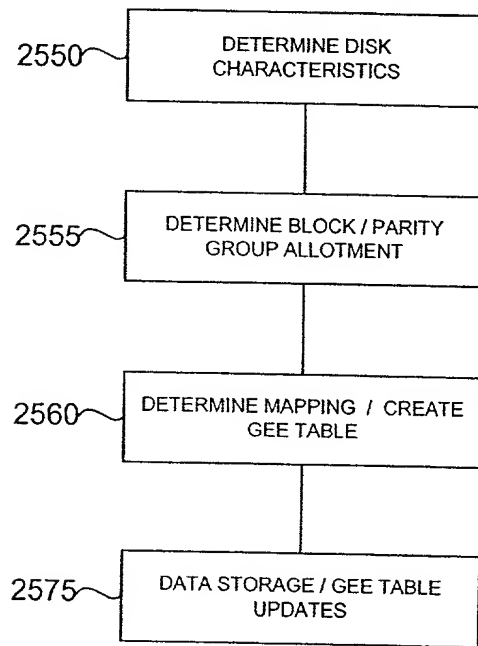 2550
DETERMINE DISK
CHARACTERISTICS
2555
DETERMINE BLOCK / PARITY
GROUP ALLOTMENT
2560
DETERMINE MAPPING / CREATE
GEE TABLE
2575
DATA STORAGE / GEE TABLE
UPDATES